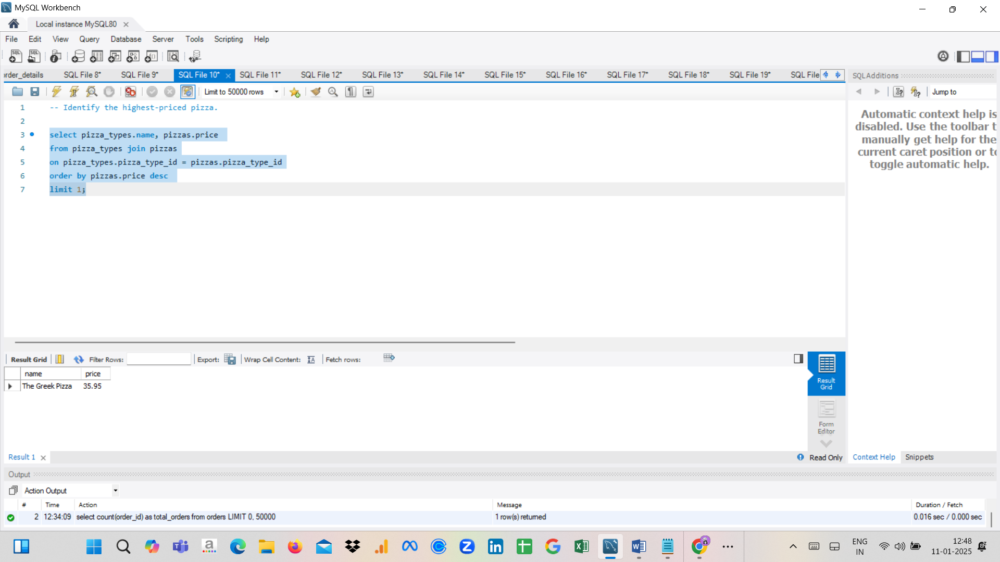 MySQL Workbench
Local instance MySQL80
File Edit View Query Database Server Tools Scripting Help
order_details SQL File 8* SQL File 9* SQL File 10* SQL File 11* SQL File 12* SQL File 13* SQL File 14* SQL File 15* SQL File 16* SQL File 17* SQL File 18* SQL File 19* SQL File
SQLAdditions
Limit to 50000 rows
Jump to
1 -- Identify the highest-priced pizza.
2
3 select pizza_types.name, pizzas.price
4 from pizza_types join pizzas
5 on pizza_types.pizza_type_id = pizzas.pizza_type_id
6 order by pizzas.price desc
7 limit 1;
Automatic context help is
disabled. Use the toolbar t
manually get help for the
current caret position or to
toggle automatic help.
Result Grid Filter Rows: Export: Wrap Cell Content: Fetch rows:
name price
The Greek Pizza 35.95
Result
Grid
Form
Editor
Result 1
Read Only
Context Help Snippets
Output
Action Output
# Time Action Message Duration / Fetch
2 12:34:09 select count(order_id) as total_orders from orders LIMIT 0, 50000 1 row(s) returned 0.016 sec / 0.000 sec
ENG
IN
12:48
11-01-2025